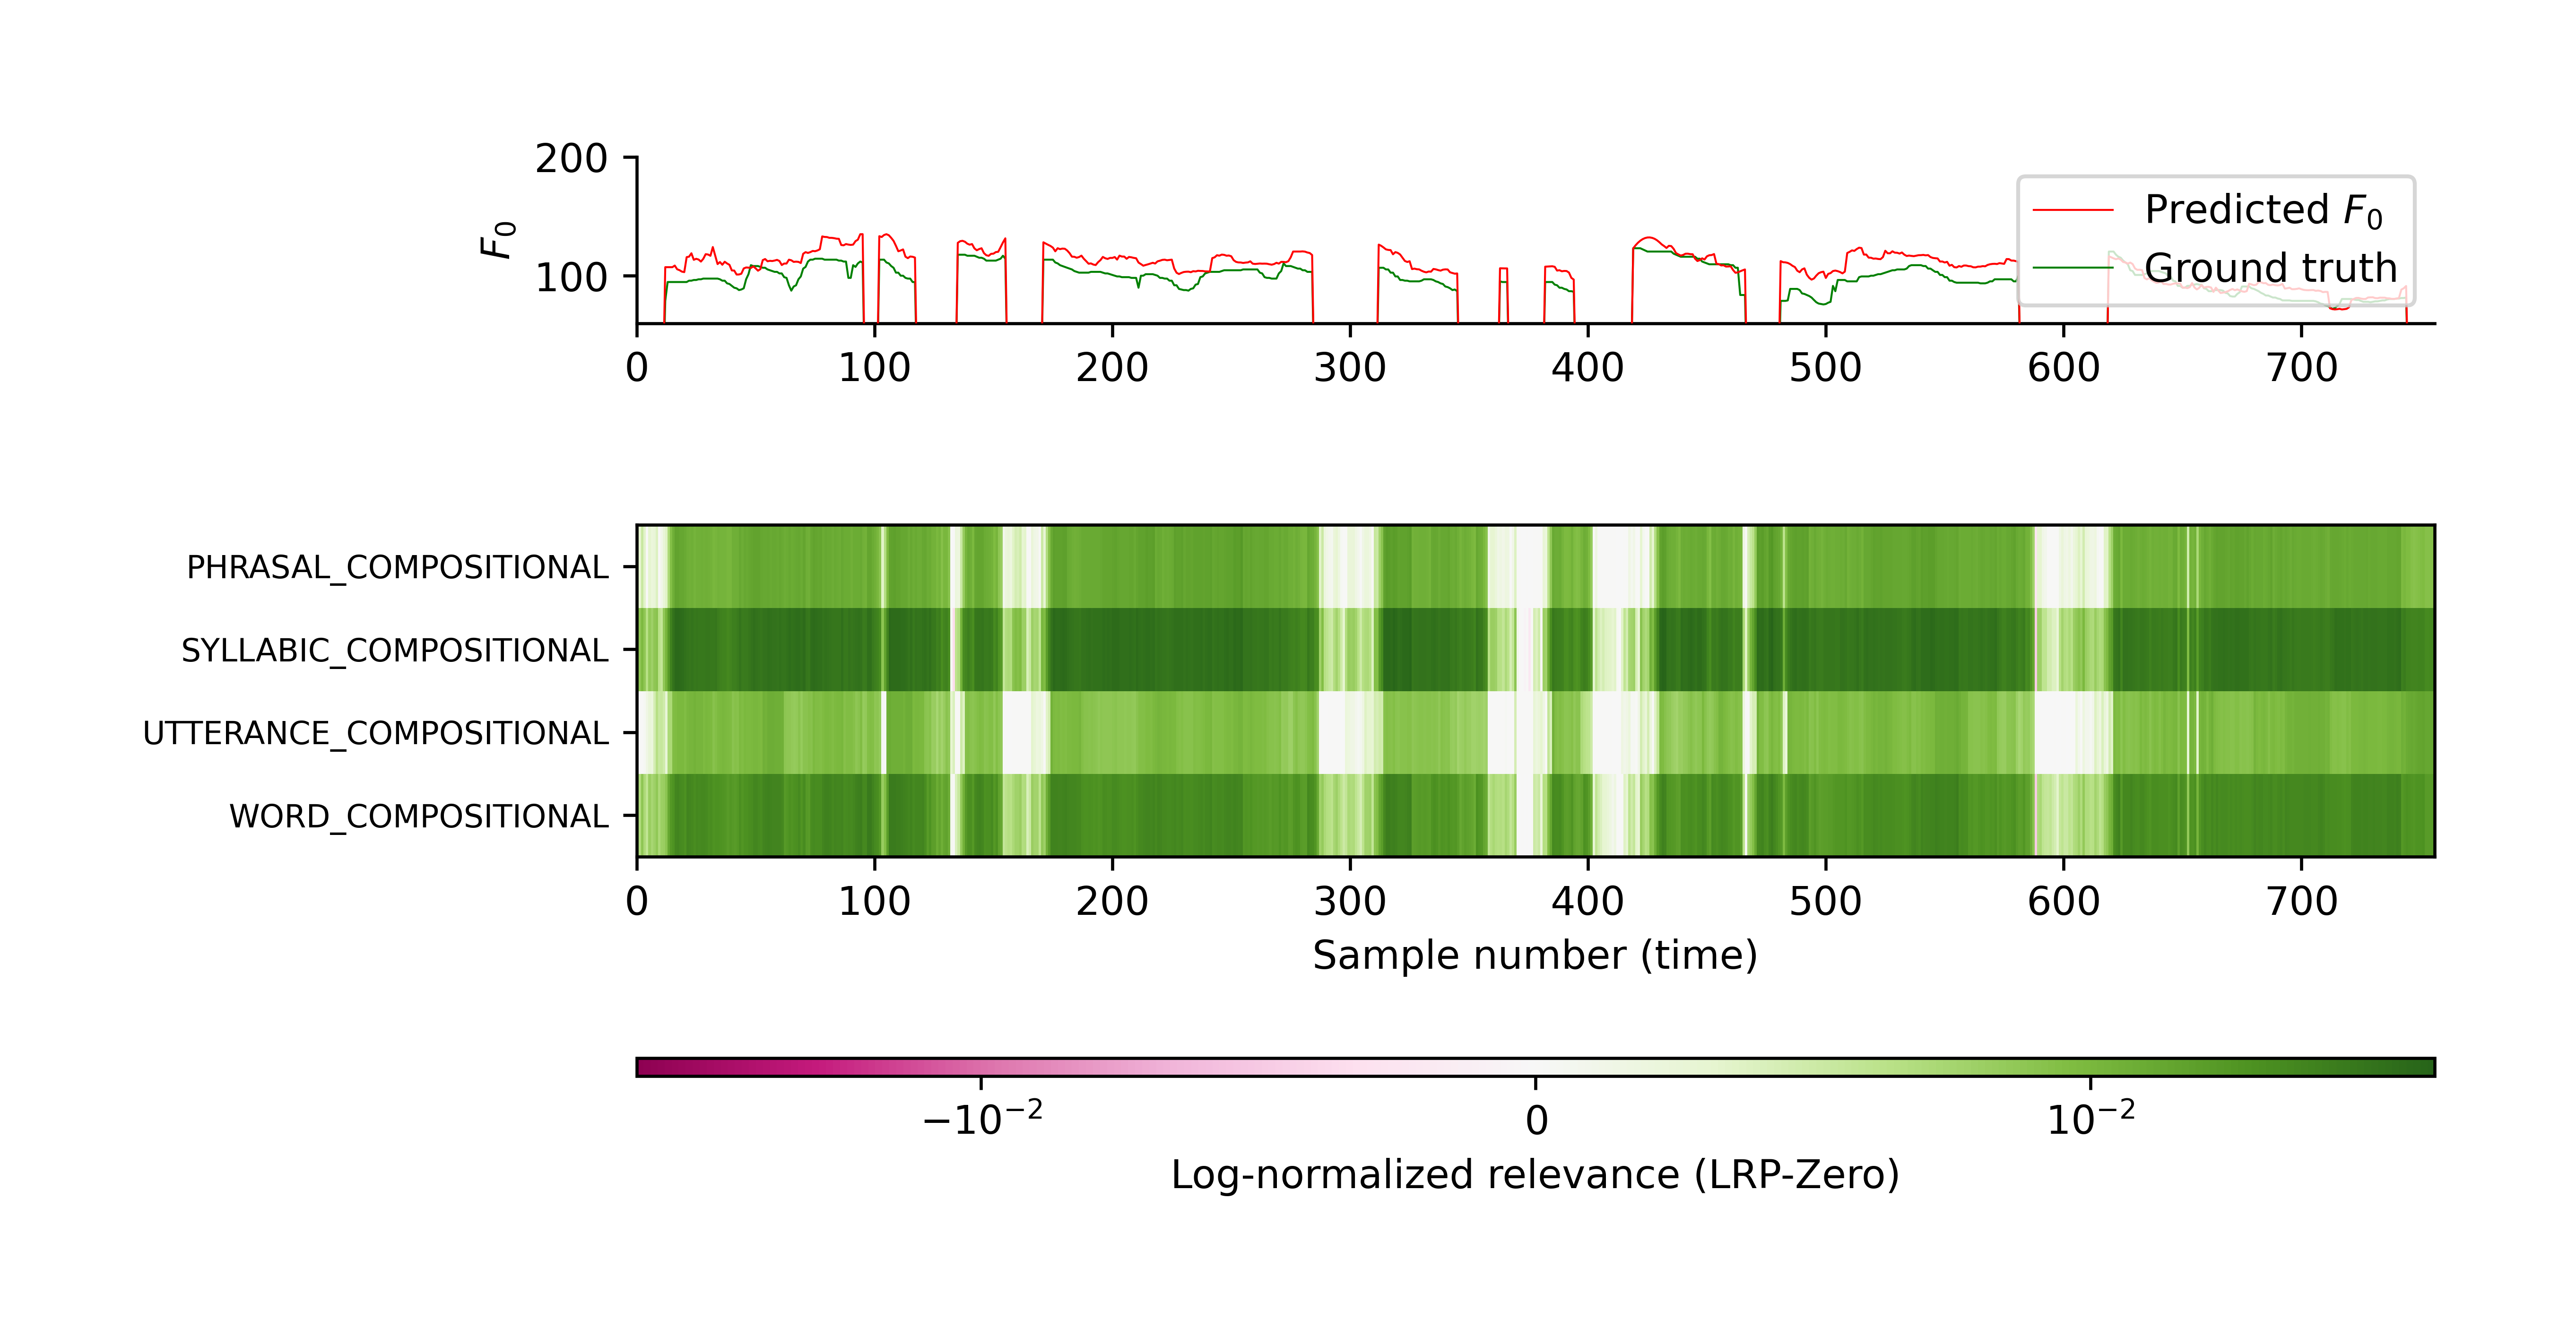 200
F₀
100
Predicted F₀
Ground truth
0 100 200 300 400 500 600 700
PHRASAL_COMPOSITIONAL
SYLLABIC_COMPOSITIONAL
UTTERANCE_COMPOSITIONAL
WORD_COMPOSITIONAL
0 100 200 300 400 500 600 700
Sample number (time)
−10⁻² 0 10⁻²
Log-normalized relevance (LRP-Zero)